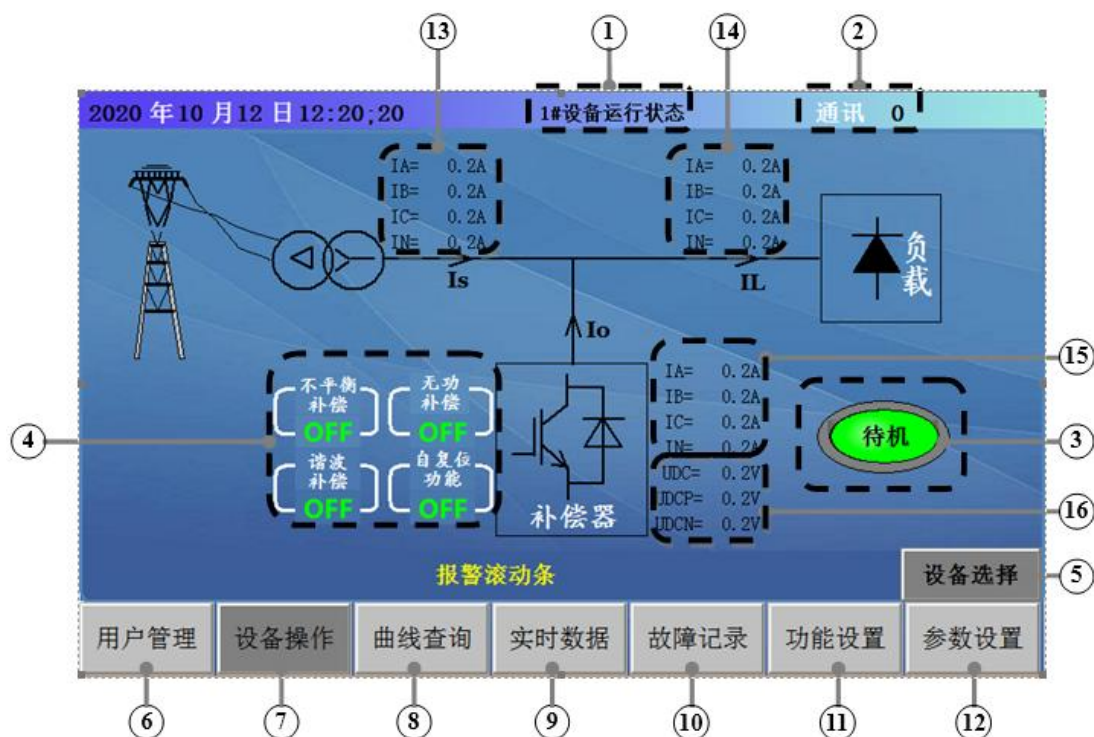 13
1
14
2
2020 年 10 月 12 日 12:20;20
1#设备运行状态
通讯 0
IA= 0.2A
IB= 0.2A
IC= 0.2A
IN= 0.2A
IA= 0.2A
IB= 0.2A
IC= 0.2A
IN= 0.2A
Is
IL
负载
Io
15
IA= 0.2A
IB= 0.2A
IC= 0.2A
IN= 0.2A
4
不平衡
补偿
OFF
无功
补偿
OFF
谐波
补偿
OFF
自复位
功能
OFF
待机
3
UDC= 0.2V
UDCP= 0.2V
UDCN= 0.2V
16
补偿器
报警滚动条
设备选择
5
用户管理
设备操作
曲线查询
实时数据
故障记录
功能设置
参数设置
6
7
8
9
10
11
12